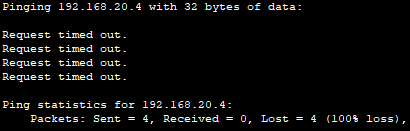 Pinging 192.168.20.4 with 32 bytes of data:
Request timed out.
Request timed out.
Request timed out.
Request timed out.
Ping statistics for 192.168.20.4:
Packets: Sent = 4, Received = 0, Lost = 4 (100% loss),